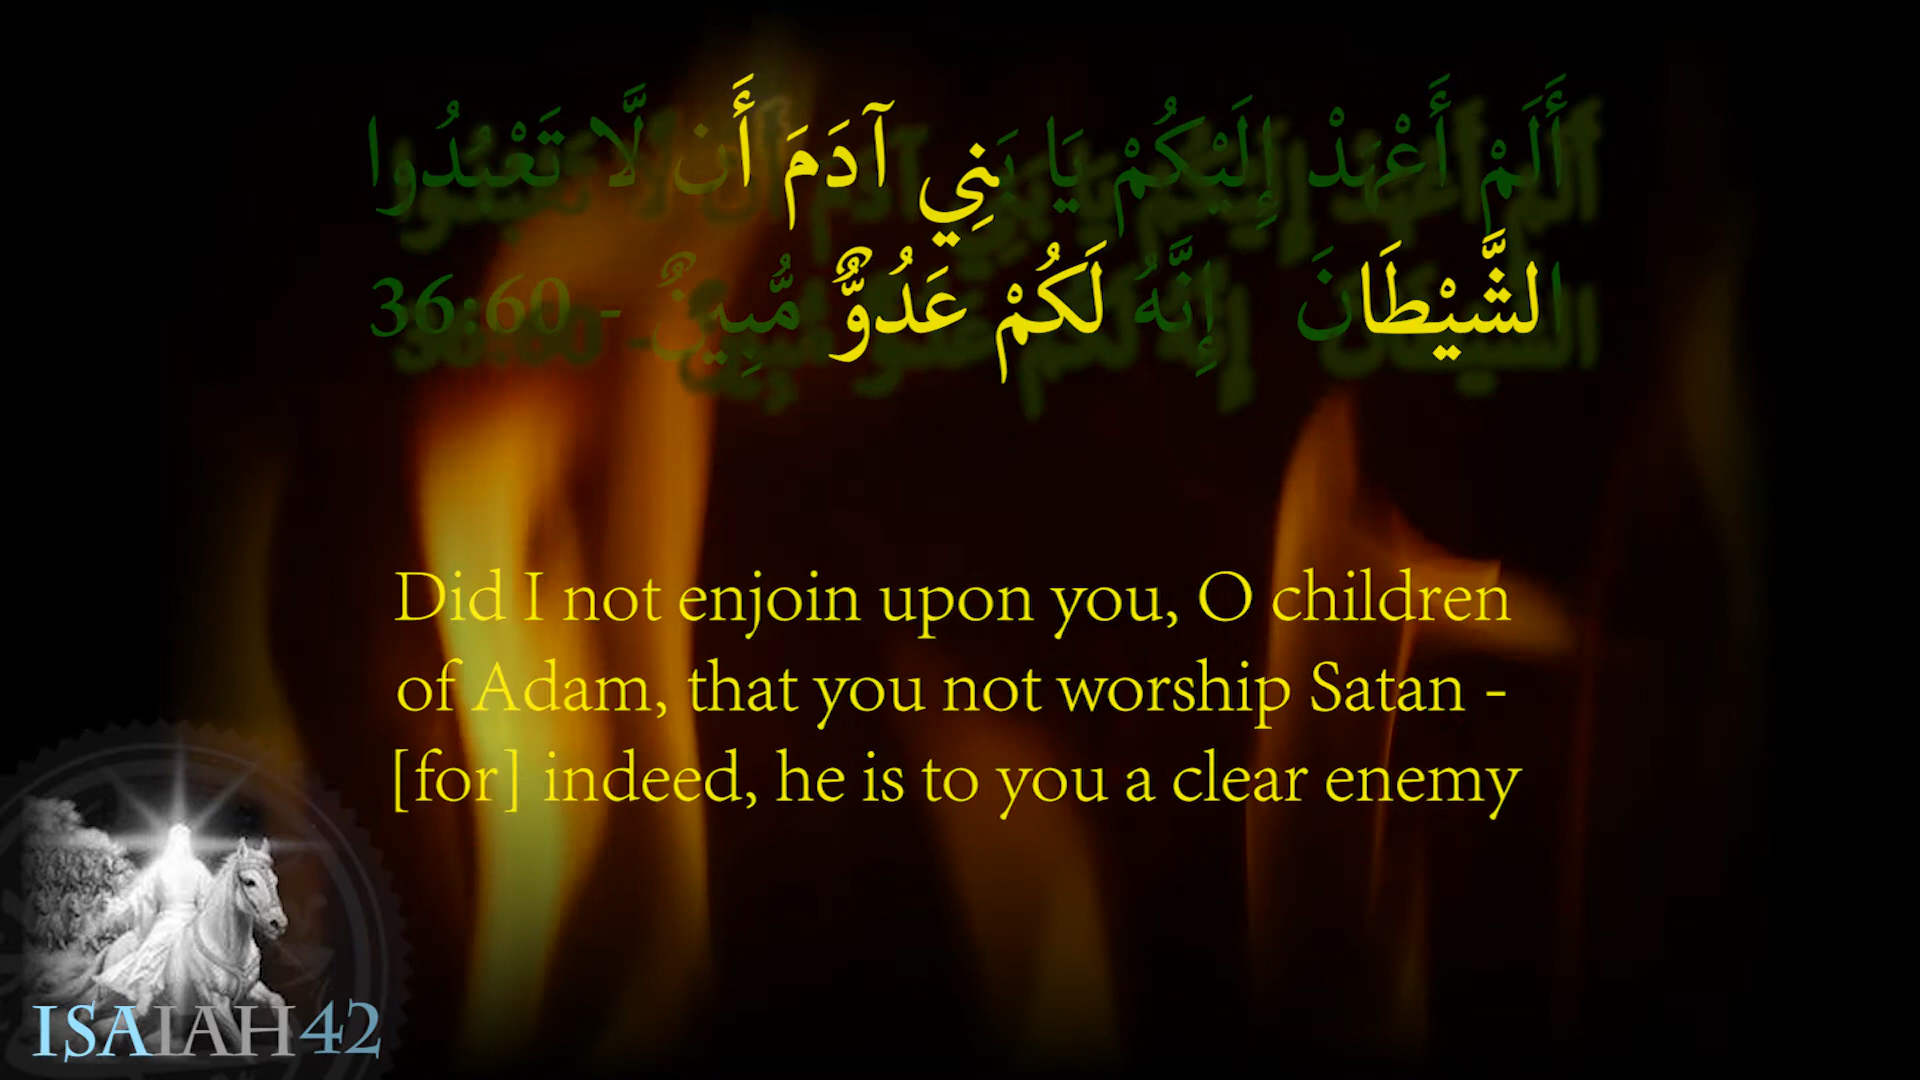 أَلَمْ أَعْهَدْ إِلَيْكُمْ يَا بَنِي آدَمَ أَن لَّا تَعْبُدُوا
الشَّيْطَانَ إِنَّهُ لَكُمْ عَدُوٌّ مُّبِينٌ - 36:60
Did I not enjoin upon you, O children
of Adam, that you not worship Satan -
[for] indeed, he is to you a clear enemy
ISAIAH42